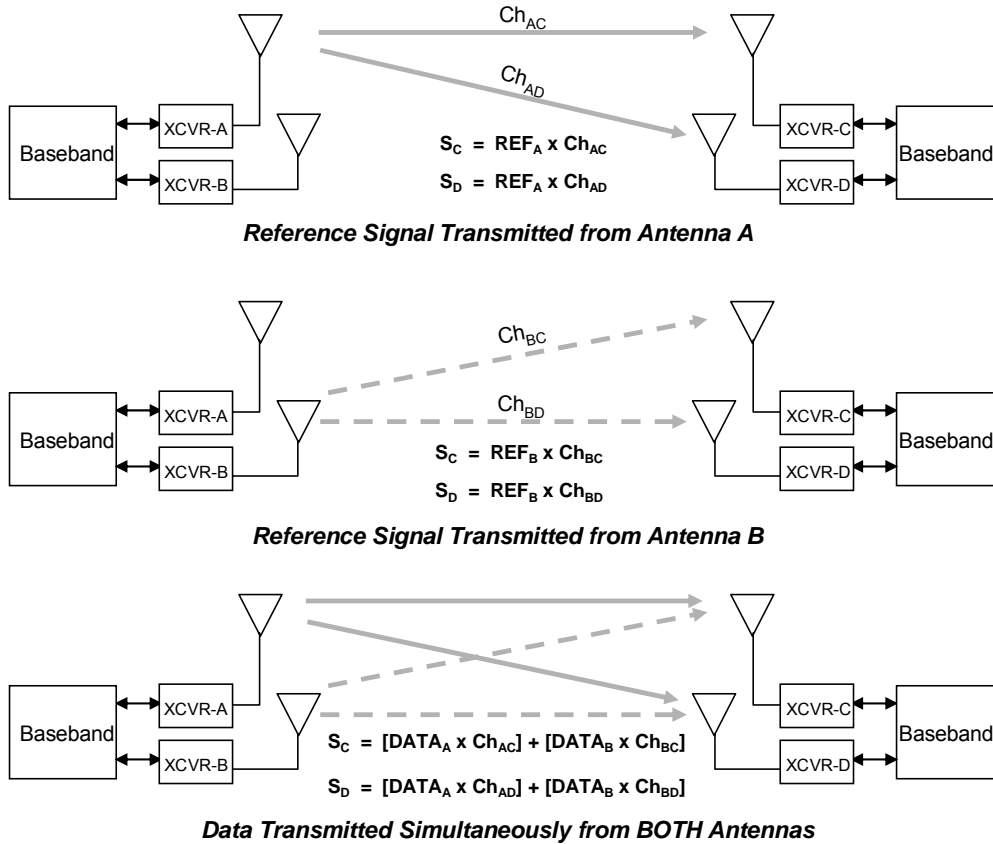 Ch_AC
Ch_AD
XCVR-A
XCVR-C
Baseband
Baseband
S_C = REF_A x Ch_AC
XCVR-B
XCVR-D
S_D = REF_A x Ch_AD
Reference Signal Transmitted from Antenna A
Ch_BC
XCVR-A
Ch_BD
XCVR-C
Baseband
Baseband
S_C = REF_B x Ch_BC
XCVR-B
XCVR-D
S_D = REF_B x Ch_BD
Reference Signal Transmitted from Antenna B
XCVR-A
XCVR-C
Baseband
Baseband
S_C = [DATA_A x Ch_AC] + [DATA_B x Ch_BC]
XCVR-B
XCVR-D
S_D = [DATA_A x Ch_AD] + [DATA_B x Ch_BD]
Data Transmitted Simultaneously from BOTH Antennas